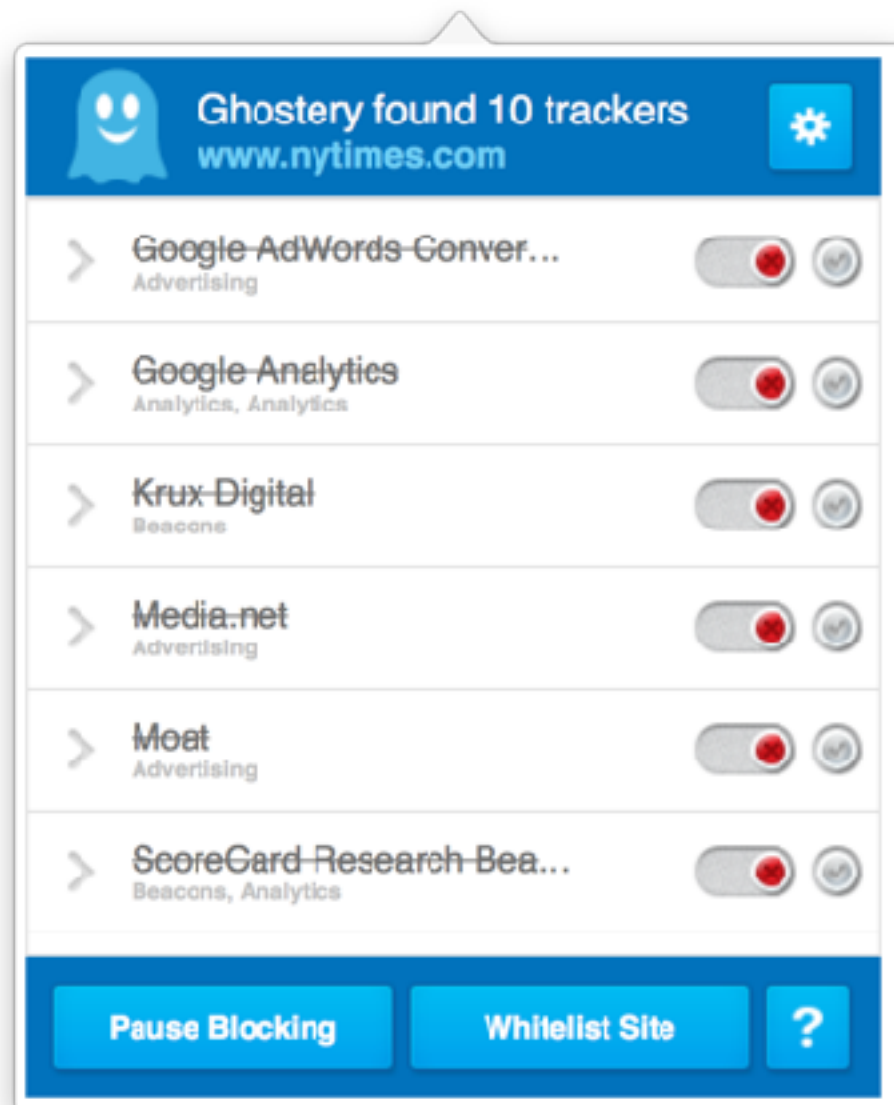 Ghostery found 10 trackers
www.nytimes.com
Google AdWords Conver...
Advertising
Google Analytics
Analytics, Analytics
Krux Digital
Beacons
Media.net
Advertising
Moat
Advertising
ScoreCard Research Bea...
Beacons, Analytics
Pause Blocking
Whitelist Site
?